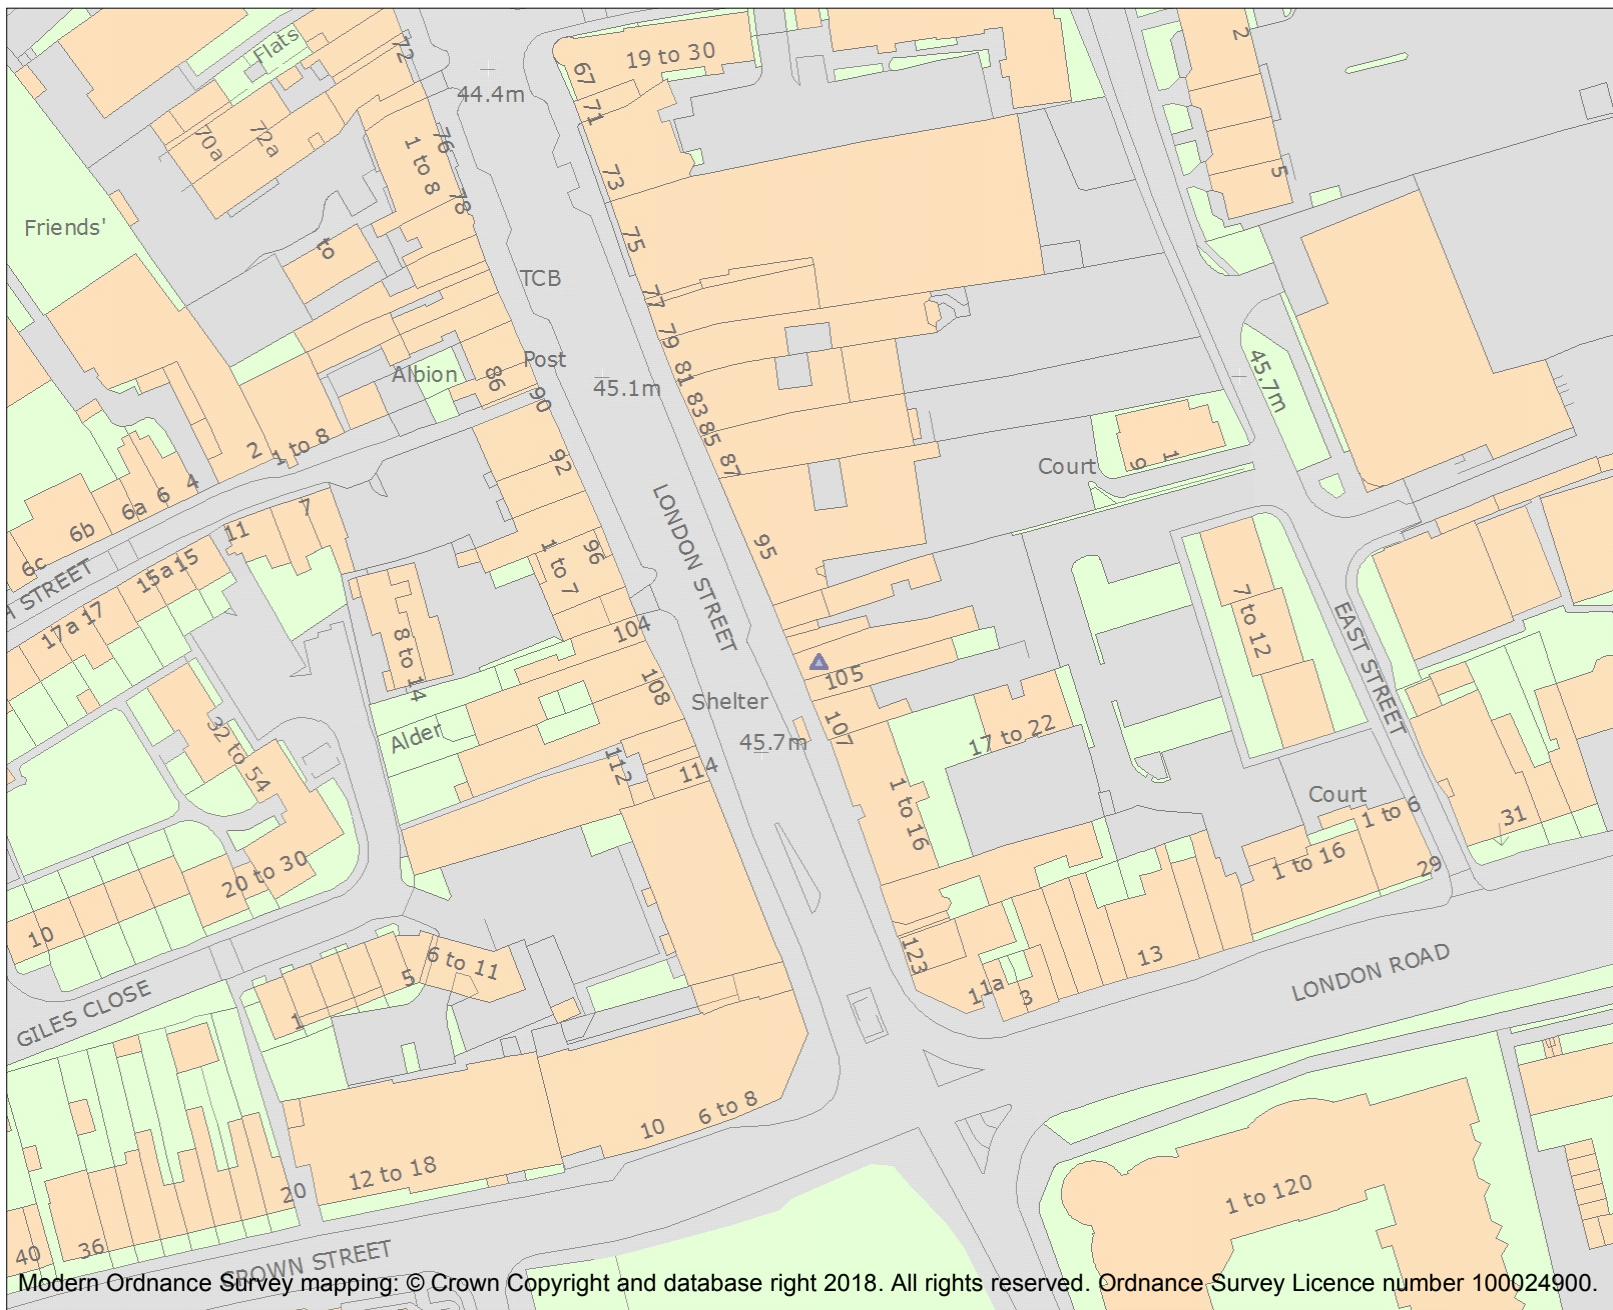 Flats
72
44.4m
67
19 to 30
71
2
70a
72a
76
1 to 8
78
73
5
Friends'
to
75
TCB
77
79
Post
81
Albion
86
45.1m
90
83
85
87
45.7m
2
1 to 8
92
Court
9
1
4
6
6a
6b
6c
7
11
15
15a
H STREET
17
17a
LONDON STREET
95
96
1 to 7
104
8 to 14
7 to 12
EAST STREET
105
108
Shelter
107
45.7m
17 to 22
Alder
32 to 54
112
114
1 to 16
Court
1 to 6
31
1 to 16
29
20 to 30
10
123
13
5
6 to 11
11a
3
LONDON ROAD
GILES CLOSE
1
10
6 to 8
12 to 18
20
36
40
1 to 120
CROWN STREET
Modern Ordnance Survey mapping: © Crown Copyright and database right 2018. All rights reserved. Ordnance Survey Licence number 100024900.